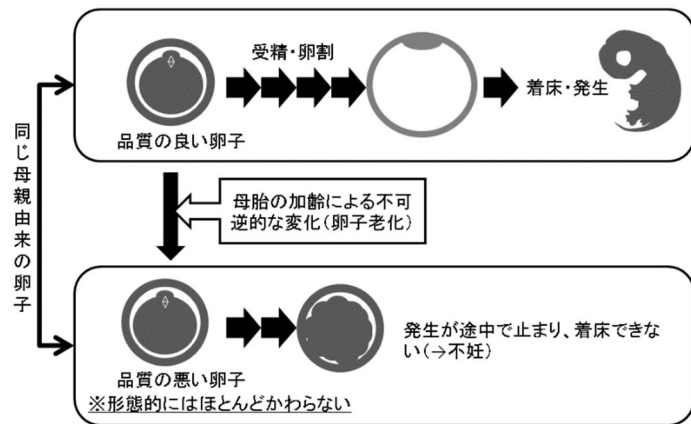 受精・卵割
着床・発生
品質の良い卵子
同じ母親由来の卵子
母胎の加齢による不可
逆的な変化(卵子老化)
発生が途中で止まり、着床できな
い(→不妊)
品質の悪い卵子
※形態的にはほとんどかわらない